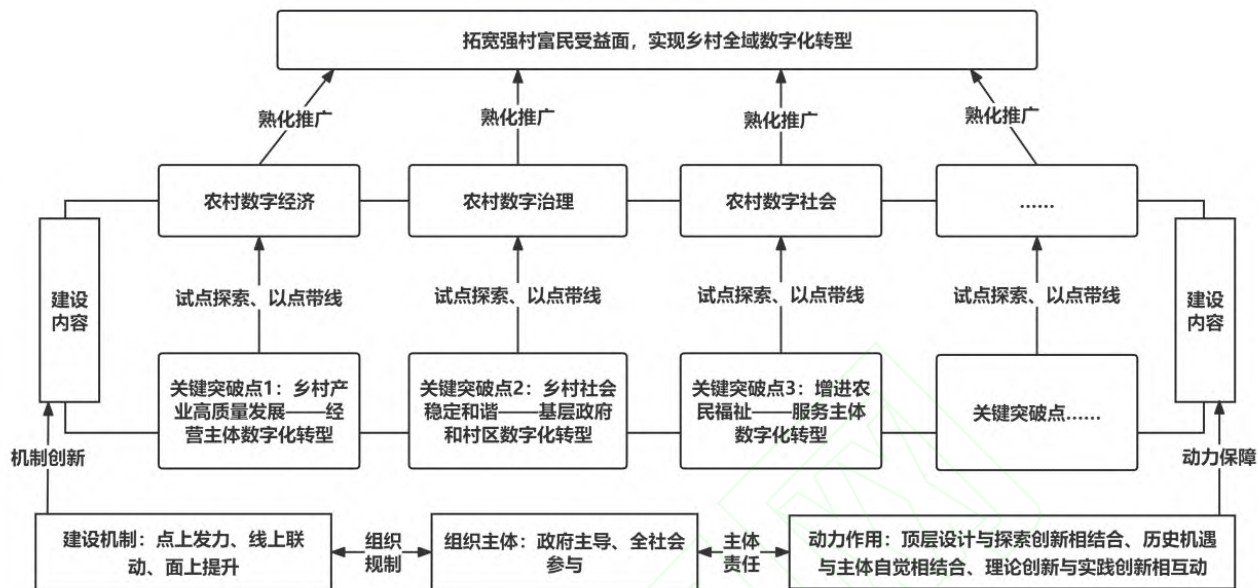 拓宽强村富民受益面，实现乡村全域数字化转型
熟化推广
熟化推广
熟化推广
熟化推广
农村数字经济
农村数字治理
农村数字社会
......
建设
内容
建设
内容
试点探索、以点带线
试点探索、以点带线
试点探索、以点带线
试点探索、以点带线
关键突破点1：乡村产
业高质量发展——经
营主体数字化转型
关键突破点2：乡村社会
稳定和谐——基层政府
和村区数字化转型
关键突破点3：增进农
民福祉——服务主体
数字化转型
关键突破点......
机制创新
动力保障
建设机制：点上发力、线上联
动、面上提升
组织
规制
组织主体：政府主导、全社会
参与
主体
责任
动力作用：顶层设计与探索创新相结合、历史机遇
与主体自觉相结合、理论创新与实践创新相互动